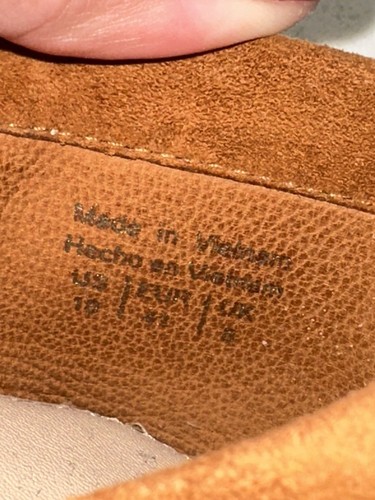 Made in Vietnam
Hecho en Vietnam
US / EUR / UK
10 / 41 / 8